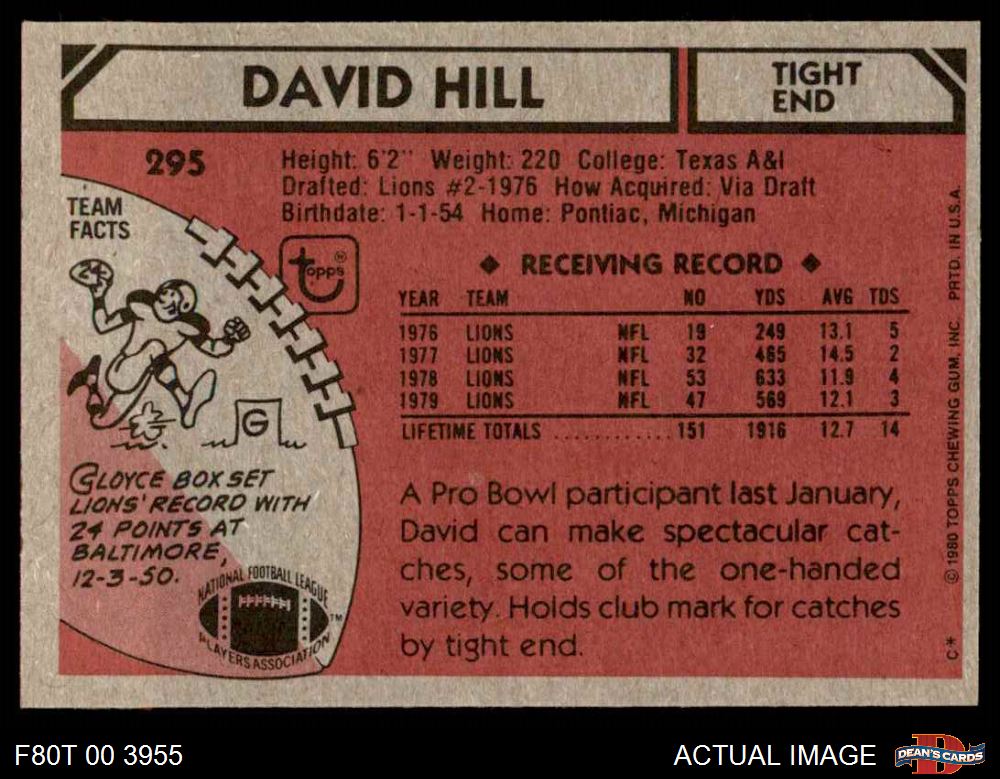 DAVID HILL
TIGHT
END
295
Height: 6'2" Weight: 220 College: Texas A&I
Drafted: Lions #2-1976 How Acquired: Via Draft
Birthdate: 1-1-54 Home: Pontiac, Michigan
TEAM
FACTS
24
topps®
G
CLOYCE BOX SET
LIONS' RECORD WITH
24 POINTS AT
BALTIMORE,
12-3-50.
NATIONAL FOOTBALL LEAGUE
PLAYERS ASSOCIATION
TM
◆ RECEIVING RECORD ◆
YEAR TEAM NO YDS AVG TDS
1976 LIONS NFL 19 249 13.1 5
1977 LIONS NFL 32 465 14.5 2
1978 LIONS NFL 53 633 11.9 4
1979 LIONS NFL 47 569 12.1 3
LIFETIME TOTALS ............ 151 1916 12.7 14
A Pro Bowl participant last January,
David can make spectacular cat-
ches, some of the one-handed
variety. Holds club mark for catches
by tight end.
© 1980 TOPPS CHEWING GUM, INC. PRTD. IN U.S.A.
C*
F80T 00 3955
ACTUAL IMAGE
DEAN'S CARDS